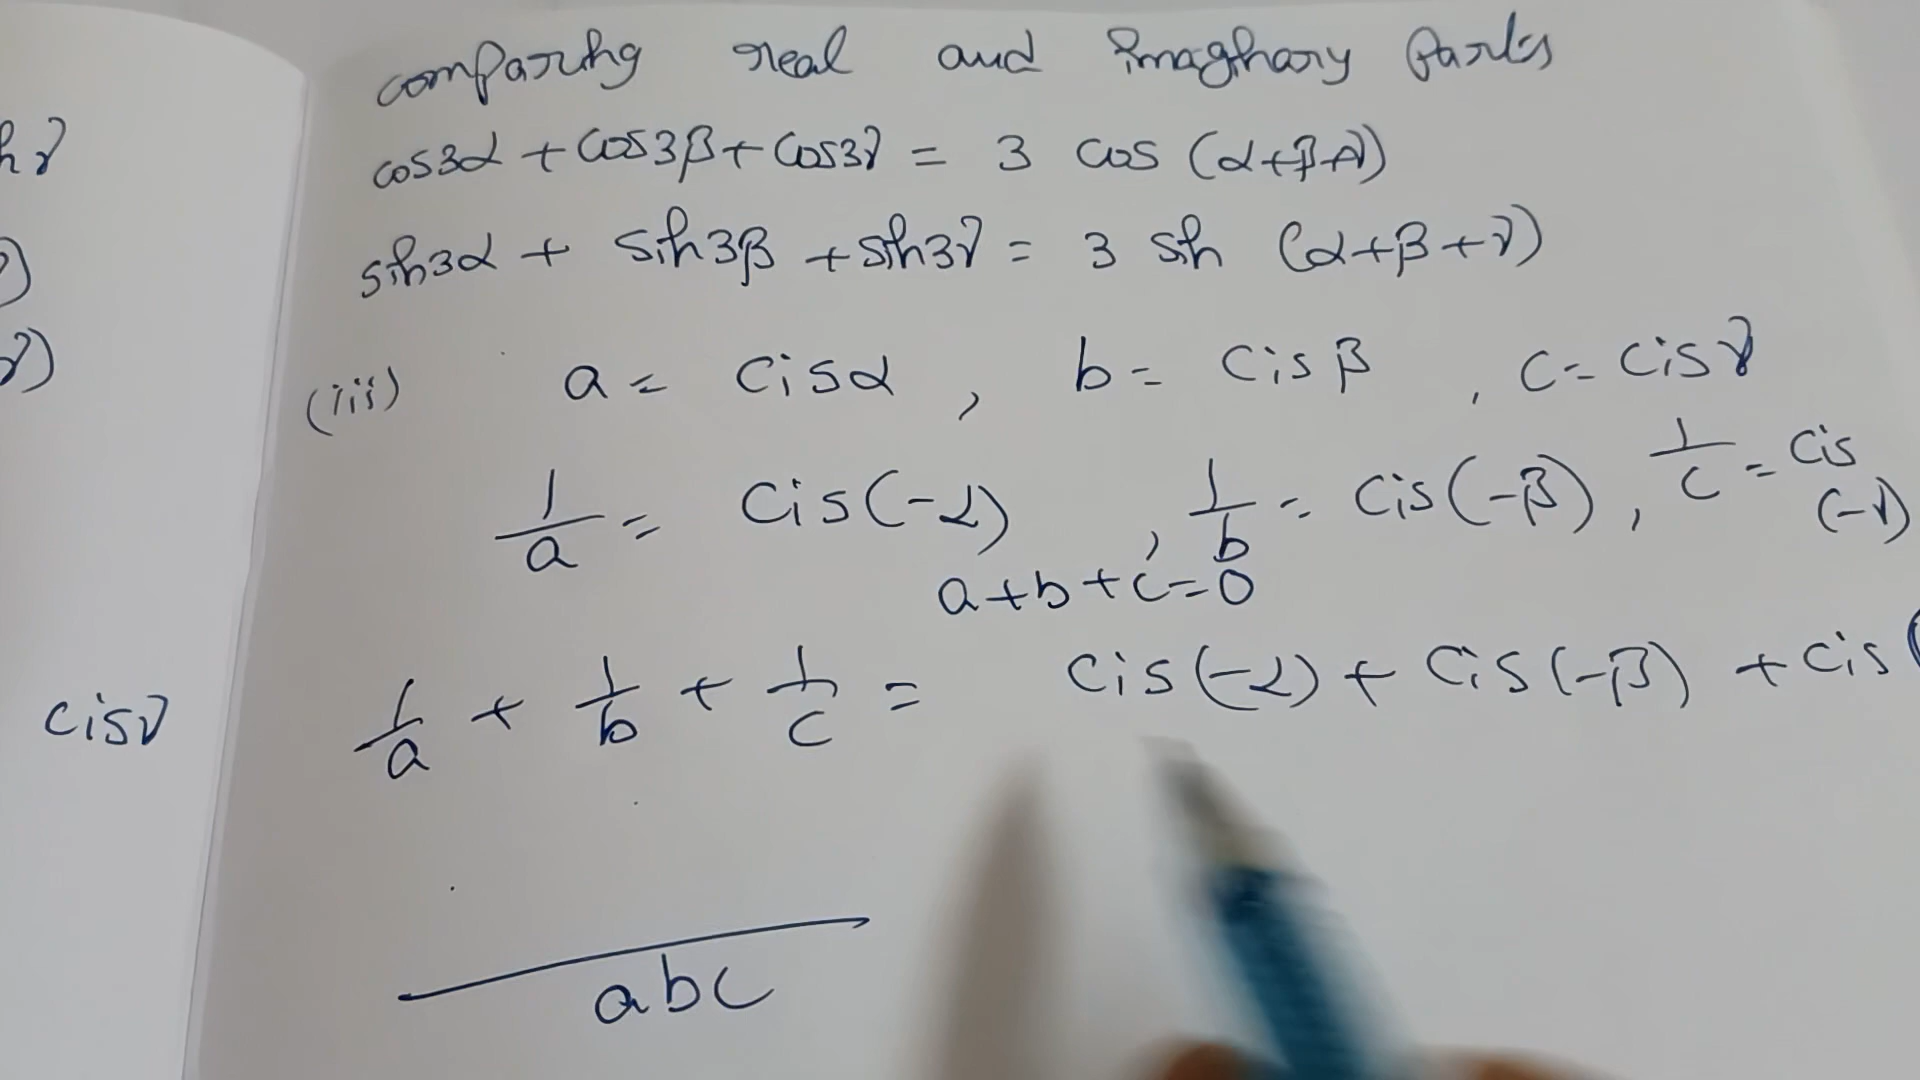 comparing real and imaginary parts
cos3α + cos3β + cos3γ = 3 cos (α+β+γ)
sin3α + sin3β + sin3γ = 3 sin (α+β+γ)
(iii) a = cisα , b = cisβ , c = cisγ
1/a = cis(-α) , 1/b = cis(-β) , 1/c = cis (-γ)
a+b+c=0
1/a + 1/b + 1/c = cis(-α) + cis(-β) + cis(
abc
γ
)
γ)
cisγ